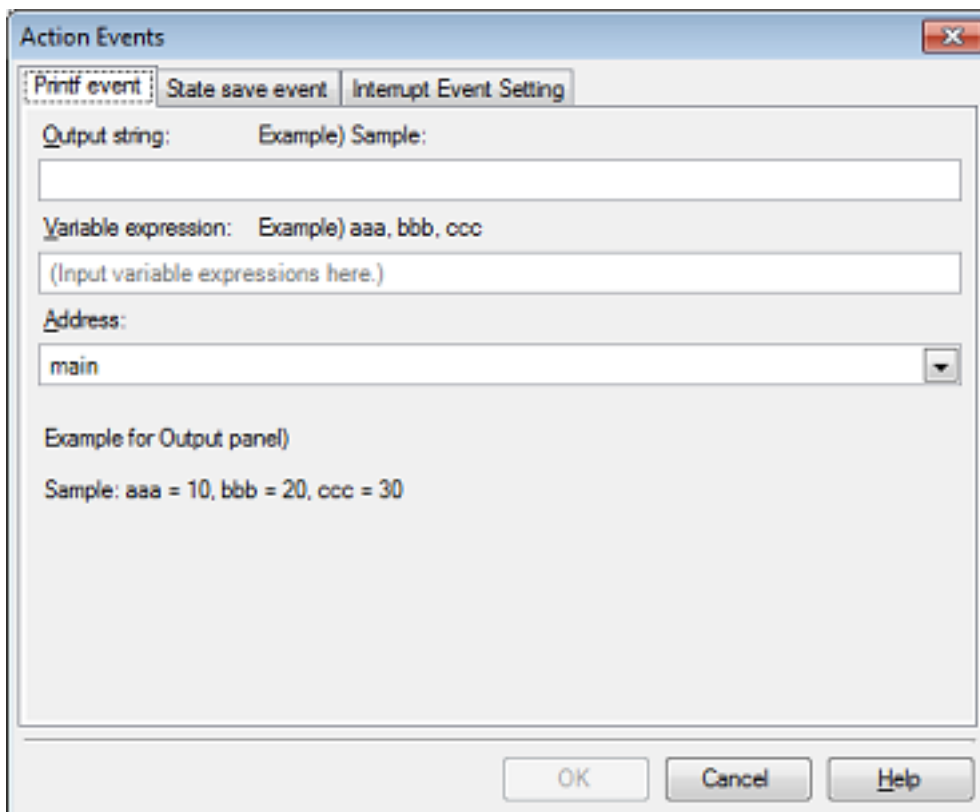 Action Events
Printf event State save event Interrupt Event Setting
Output string: Example) Sample:
Variable expression: Example) aaa, bbb, ccc
(Input variable expressions here.)
Address:
main
Example for Output panel)
Sample: aaa = 10, bbb = 20, ccc = 30
OK Cancel Help